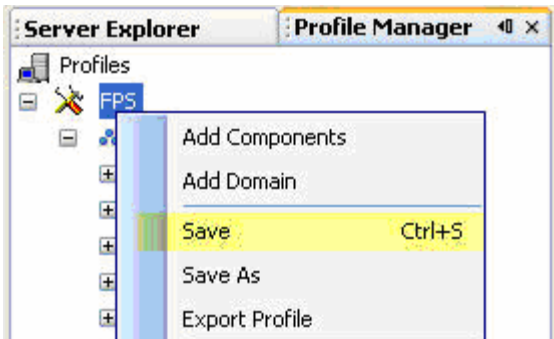 Server Explorer
Profile Manager
Profiles
FPS
Add Components
Add Domain
Save Ctrl+S
Save As
Export Profile